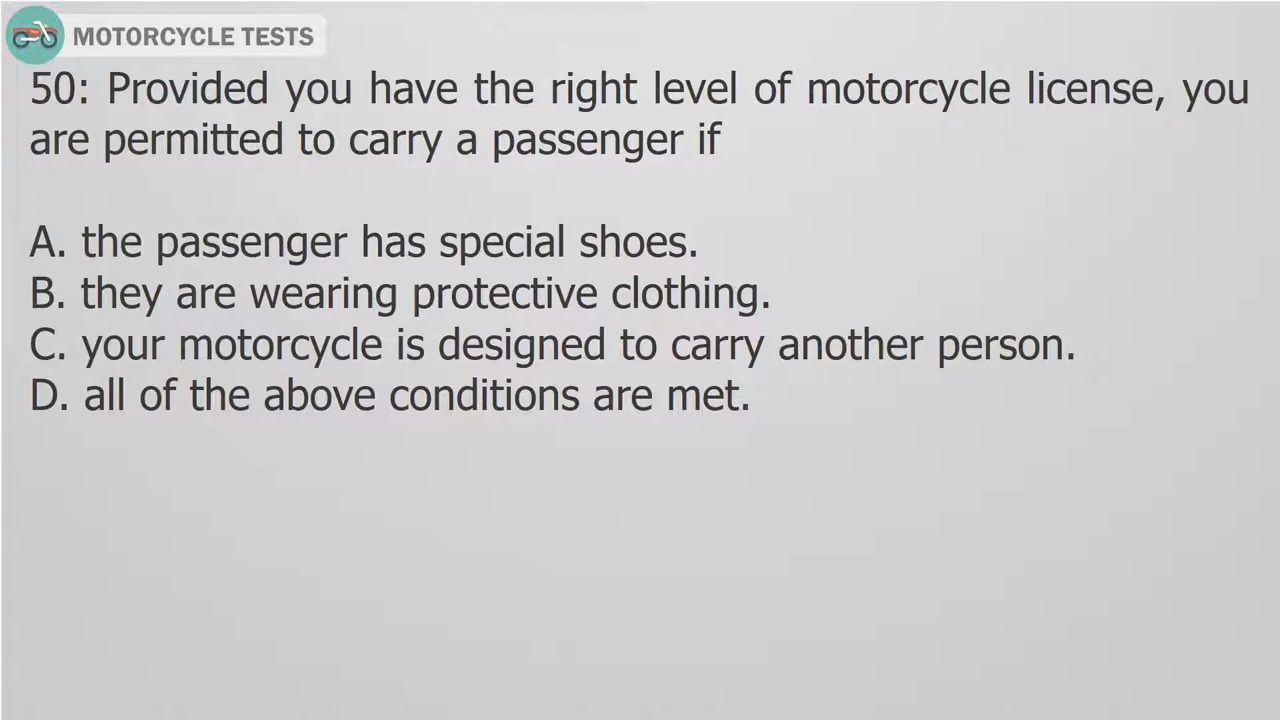 MOTORCYCLE TESTS
50: Provided you have the right level of motorcycle license, you
are permitted to carry a passenger if
A. the passenger has special shoes.
B. they are wearing protective clothing.
C. your motorcycle is designed to carry another person.
D. all of the above conditions are met.